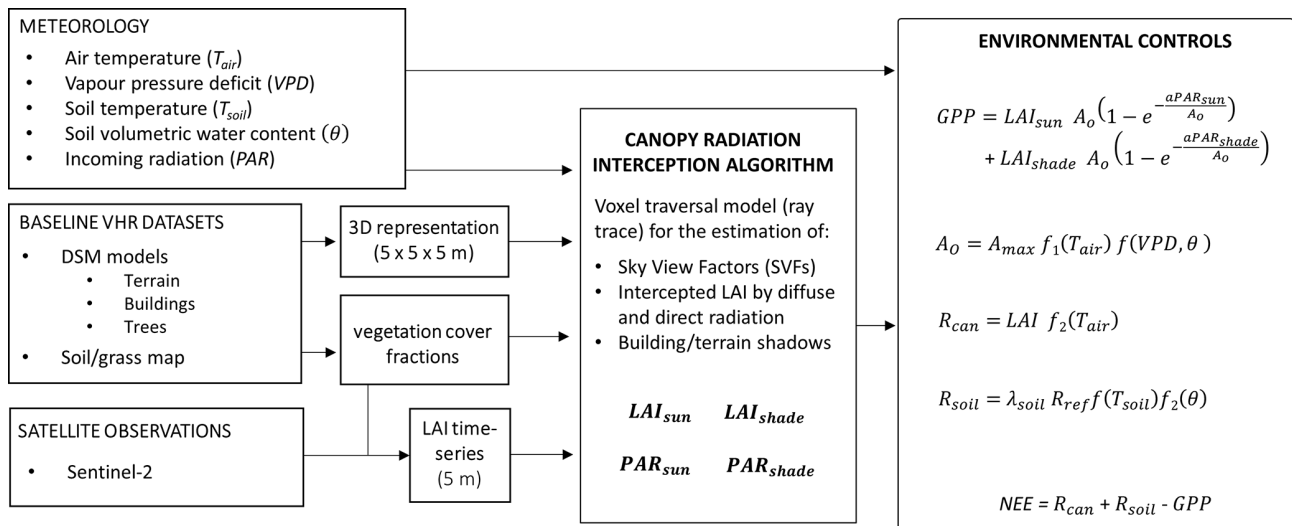 METEOROLOGY
• Air temperature (T_air)
• Vapour pressure deficit (VPD)
• Soil temperature (T_soil)
• Soil volumetric water content (θ)
• Incoming radiation (PAR)
BASELINE VHR DATASETS
• DSM models
• Terrain
• Buildings
• Trees
• Soil/grass map
SATELLITE OBSERVATIONS
• Sentinel-2
3D representation
(5 x 5 x 5 m)
vegetation cover
fractions
LAI time-
series
(5 m)
CANOPY RADIATION
INTERCEPTION ALGORITHM
Voxel traversal model (ray
trace) for the estimation of:
• Sky View Factors (SVFs)
• Intercepted LAI by diffuse
and direct radiation
• Building/terrain shadows
LAI_sun LAI_shade
PAR_sun PAR_shade
ENVIRONMENTAL CONTROLS
GPP = LAI_sun A_o(1 − e^(−aPAR_sun/A_o))
+ LAI_shade A_o(1 − e^(−aPAR_shade/A_o))
A_O = A_max f_1(T_air) f(VPD, θ)
R_can = LAI f_2(T_air)
R_soil = λ_soil R_ref f(T_soil) f_2(θ)
NEE = R_can + R_soil - GPP